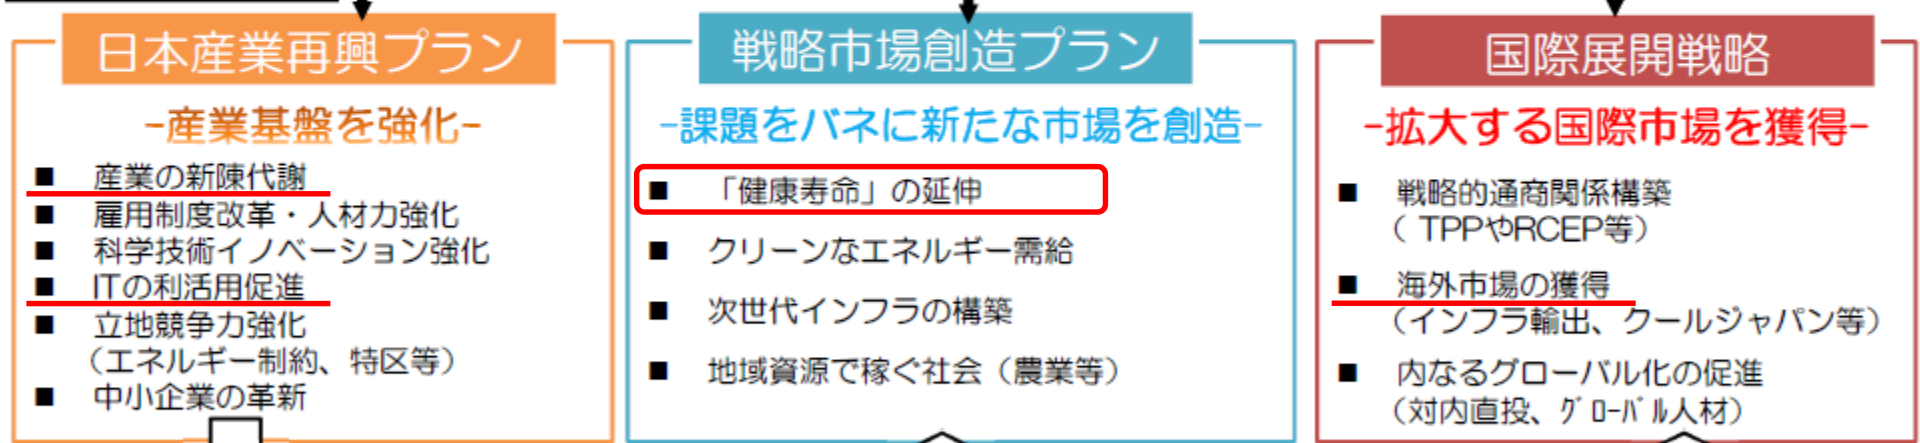 日本産業再興プラン
-産業基盤を強化-
■ 産業の新陳代謝
■ 雇用制度改革・人材力強化
■ 科学技術イノベーション強化
■ ITの利活用促進
■ 立地競争力強化
（エネルギー制約、特区等）
■ 中小企業の革新
戦略市場創造プラン
-課題をバネに新たな市場を創造-
■ 「健康寿命」の延伸
■ クリーンなエネルギー需給
■ 次世代インフラの構築
■ 地域資源で稼ぐ社会（農業等）
国際展開戦略
-拡大する国際市場を獲得-
■ 戦略的通商関係構築
（ TPPやRCEP等）
■ 海外市場の獲得
（インフラ輸出、クールジャパン等）
■ 内なるグローバル化の促進
（対内直投、ｸﾞﾛｰﾊﾞﾙ人材）